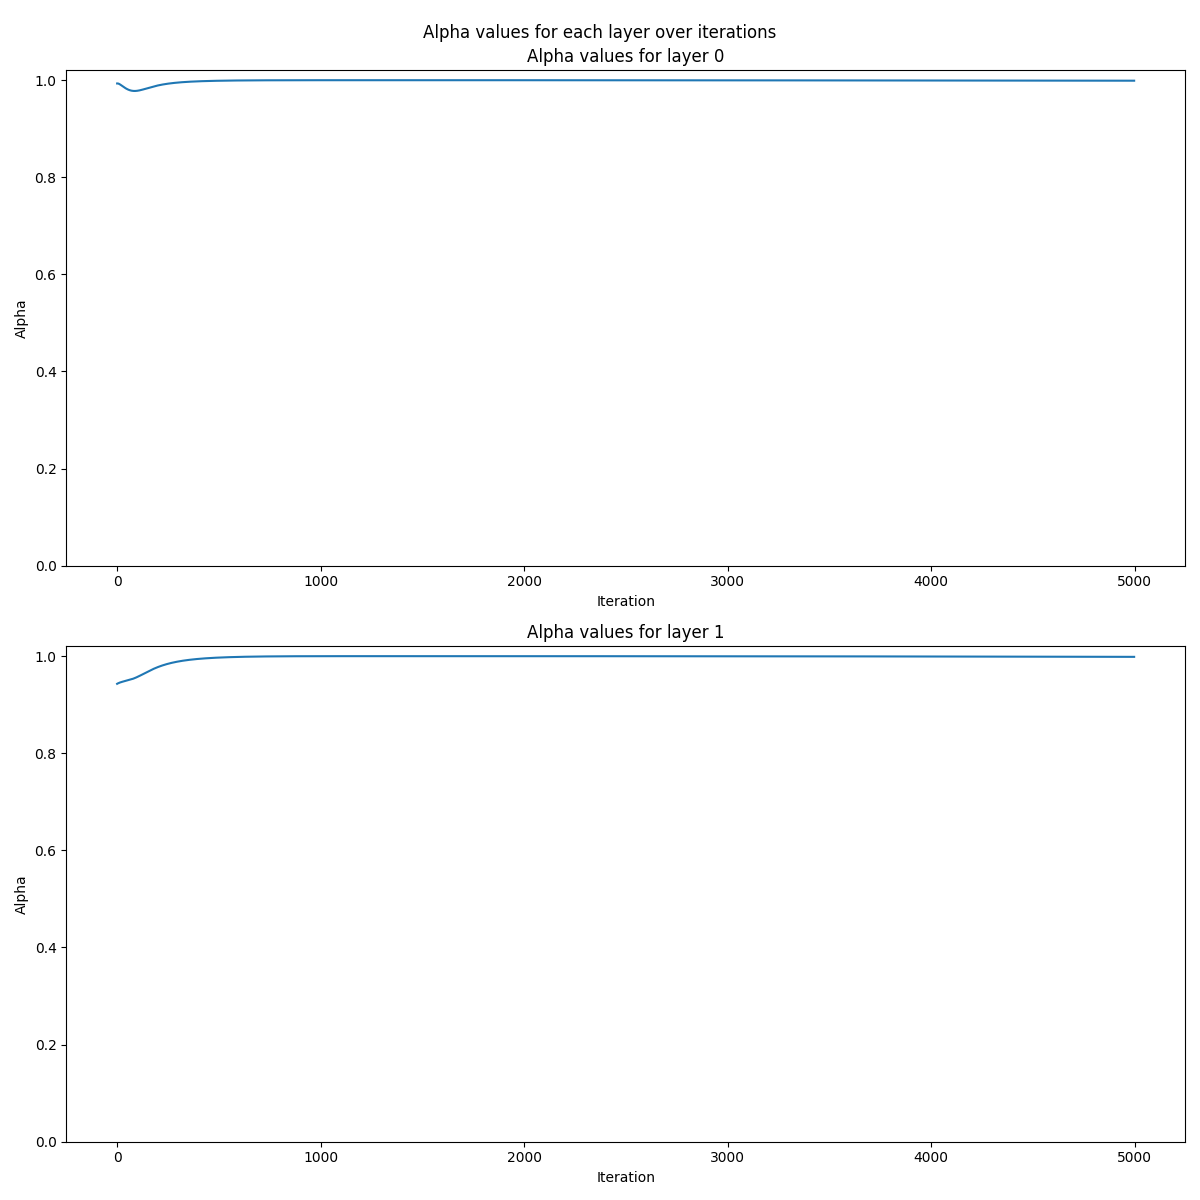 Alpha values for each layer over iterations
Alpha values for layer 0
1.0
0.8
0.6
0.4
0.2
0.0
Alpha
0 1000 2000 3000 4000 5000
Iteration
Alpha values for layer 1
1.0
0.8
0.6
0.4
0.2
0.0
Alpha
0 1000 2000 3000 4000 5000
Iteration